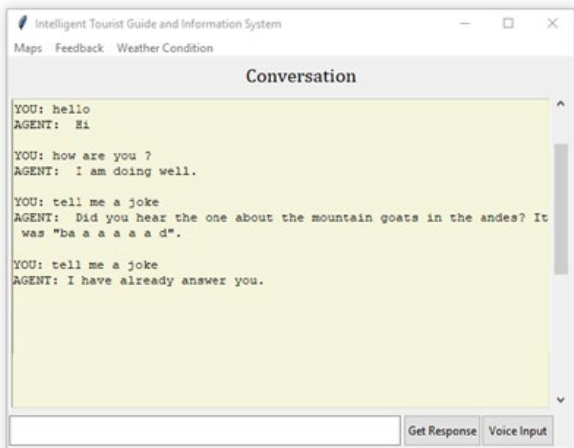 Intelligent Tourist Guide and Information System
Maps Feedback Weather Condition
Conversation
YOU: hello
AGENT: Hi
YOU: how are you ?
AGENT: I am doing well.
YOU: tell me a joke
AGENT: Did you hear the one about the mountain goats in the andes? It
was "ba a a a a a d".
YOU: tell me a joke
AGENT: I have already answer you.
Get Response Voice Input